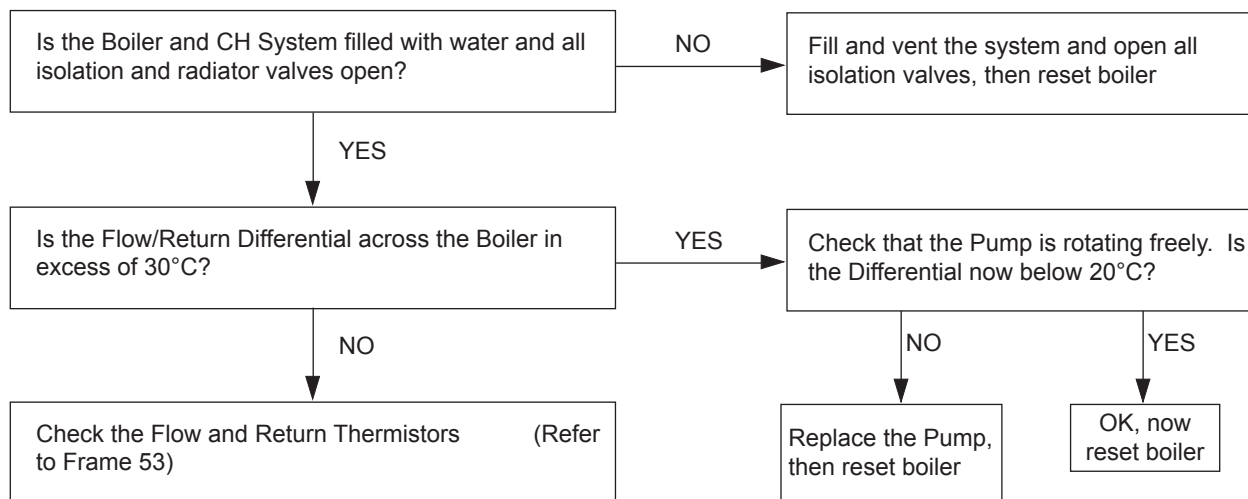 Is the Boiler and CH System filled with water and all
isolation and radiator valves open?
NO
Fill and vent the system and open all
isolation valves, then reset boiler
YES
Is the Flow/Return Differential across the Boiler in
excess of 30°C?
YES
Check that the Pump is rotating freely. Is
the Differential now below 20°C?
NO
NO
YES
Check the Flow and Return Thermistors (Refer
to Frame 53)
Replace the Pump,
then reset boiler
OK, now
reset boiler